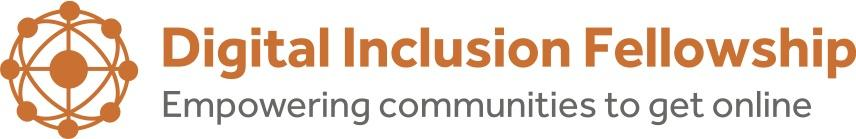 Digital Inclusion Fellowship
Empowering communities to get online